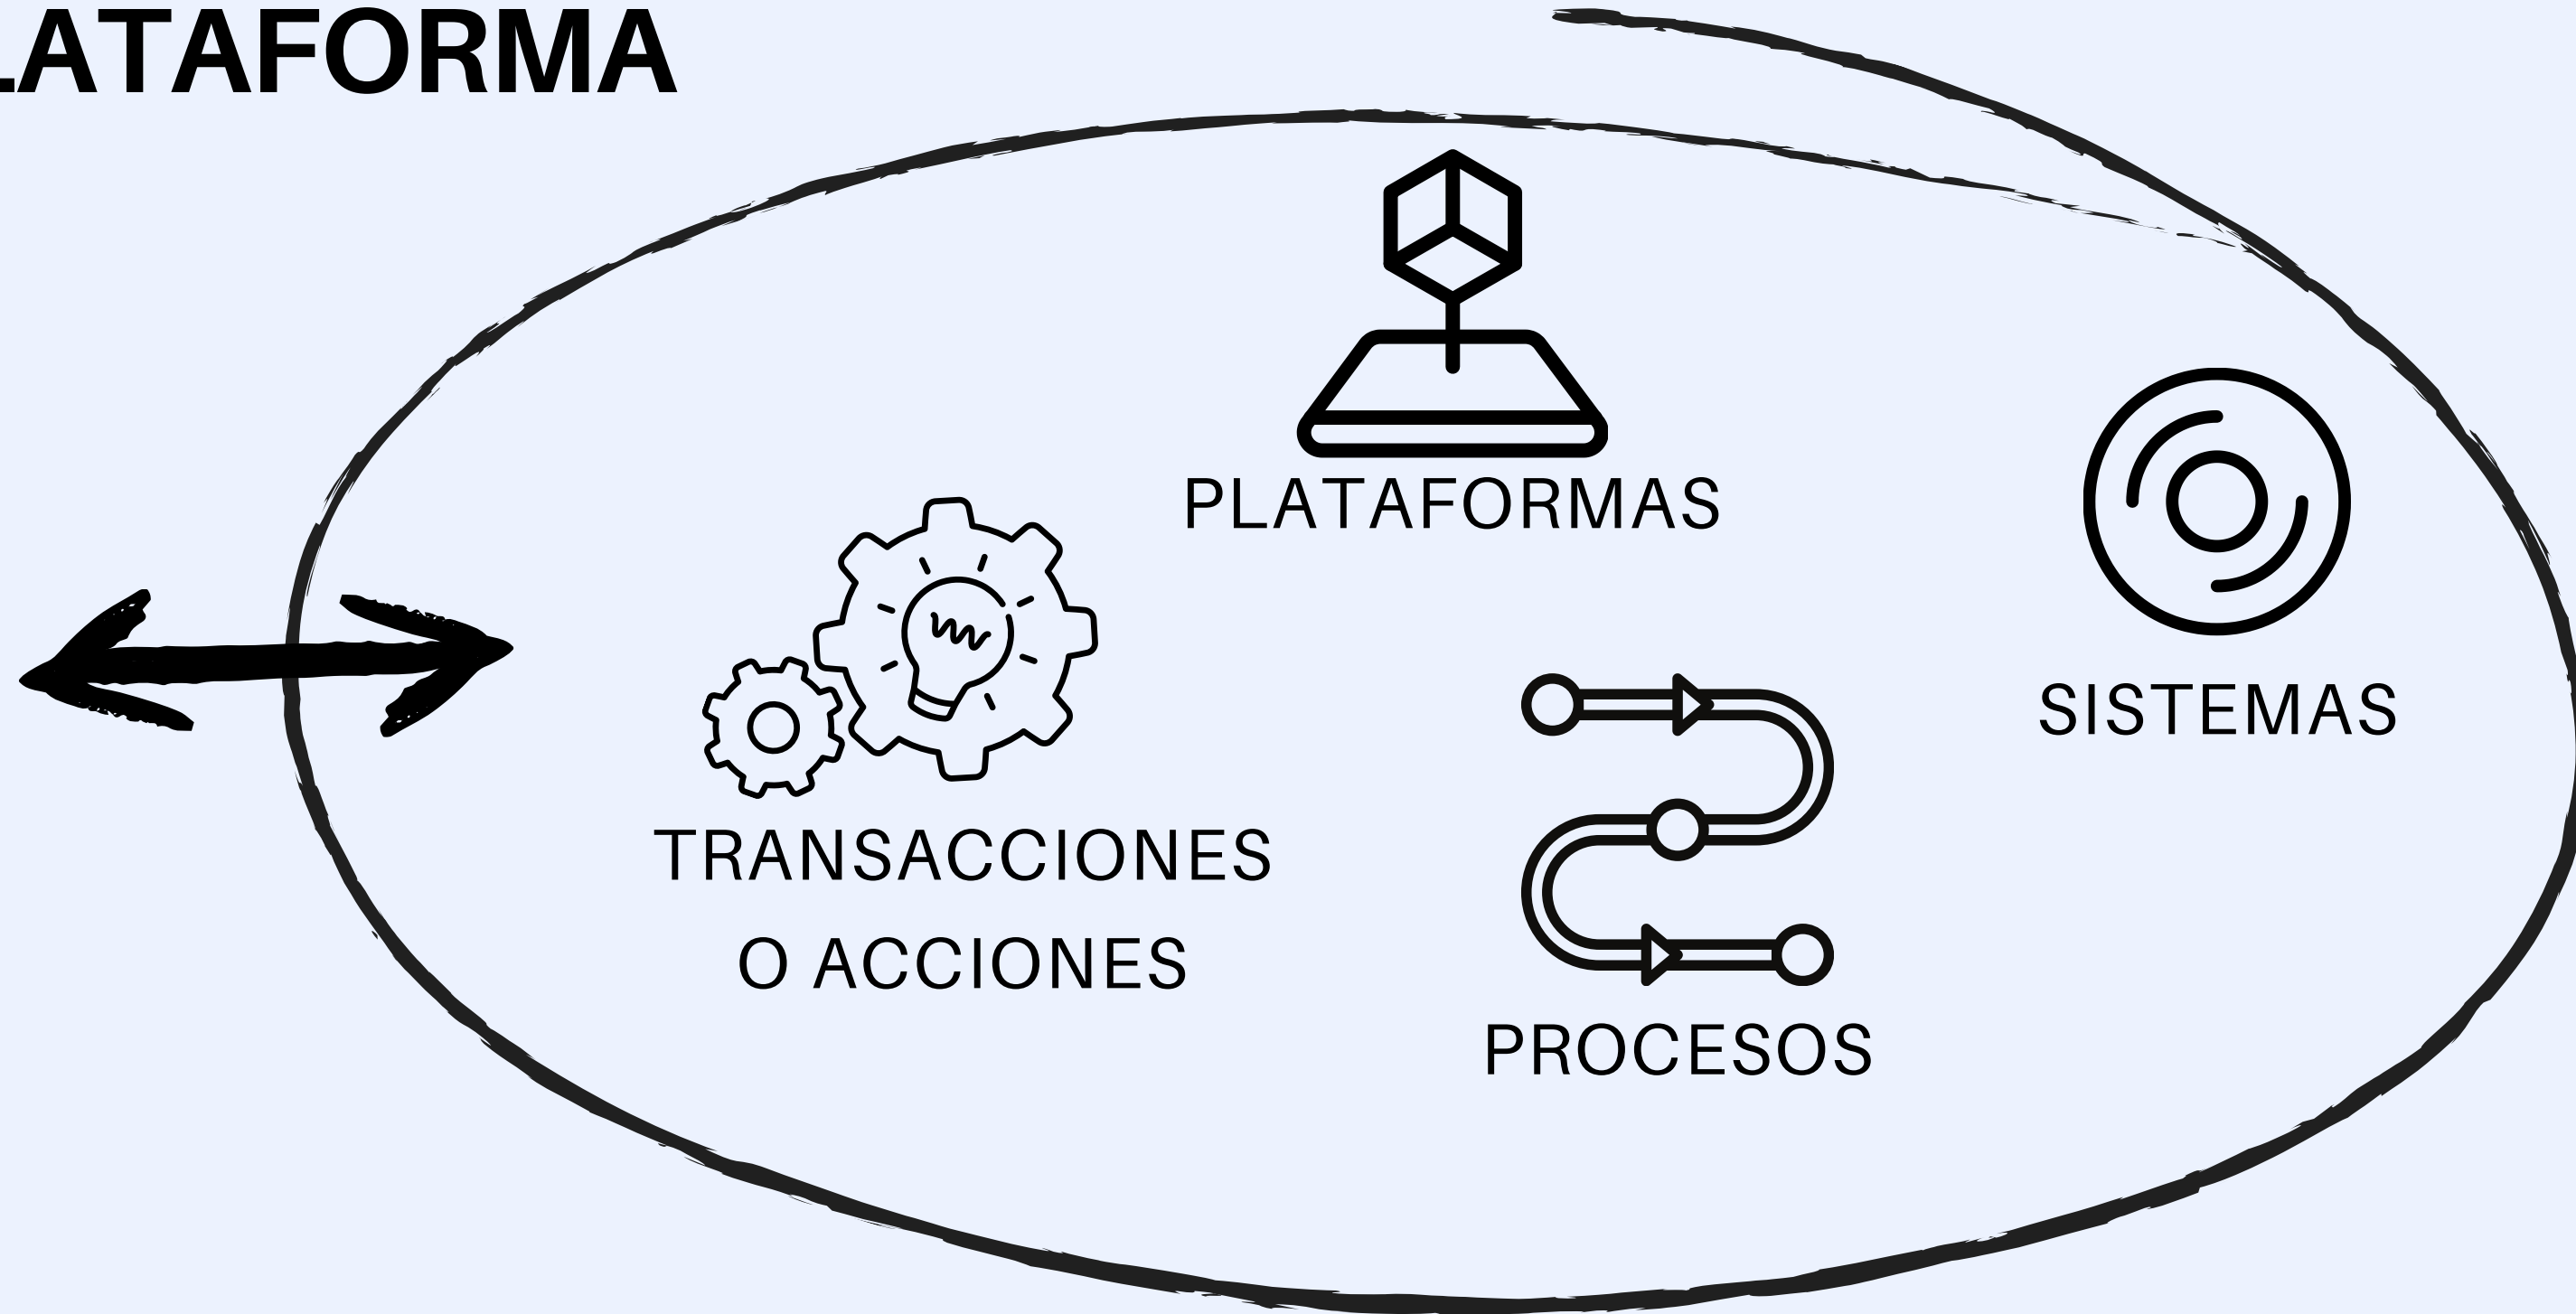 LATAFORMA
PLATAFORMAS
SISTEMAS
TRANSACCIONES
O ACCIONES
PROCESOS